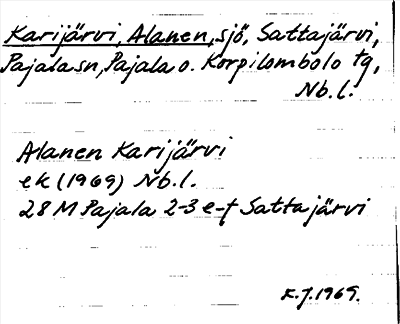 Karijärvi, Alanen, sjö, Sattajärvi,
Pajala sn, Pajala o. Korpilombolo tg,
Nb. l.
Alanen Karijärvi
ek (1969) Nb. l.
28 M Pajala 2-3 e-f Sattajärvi
E.J. 1969.